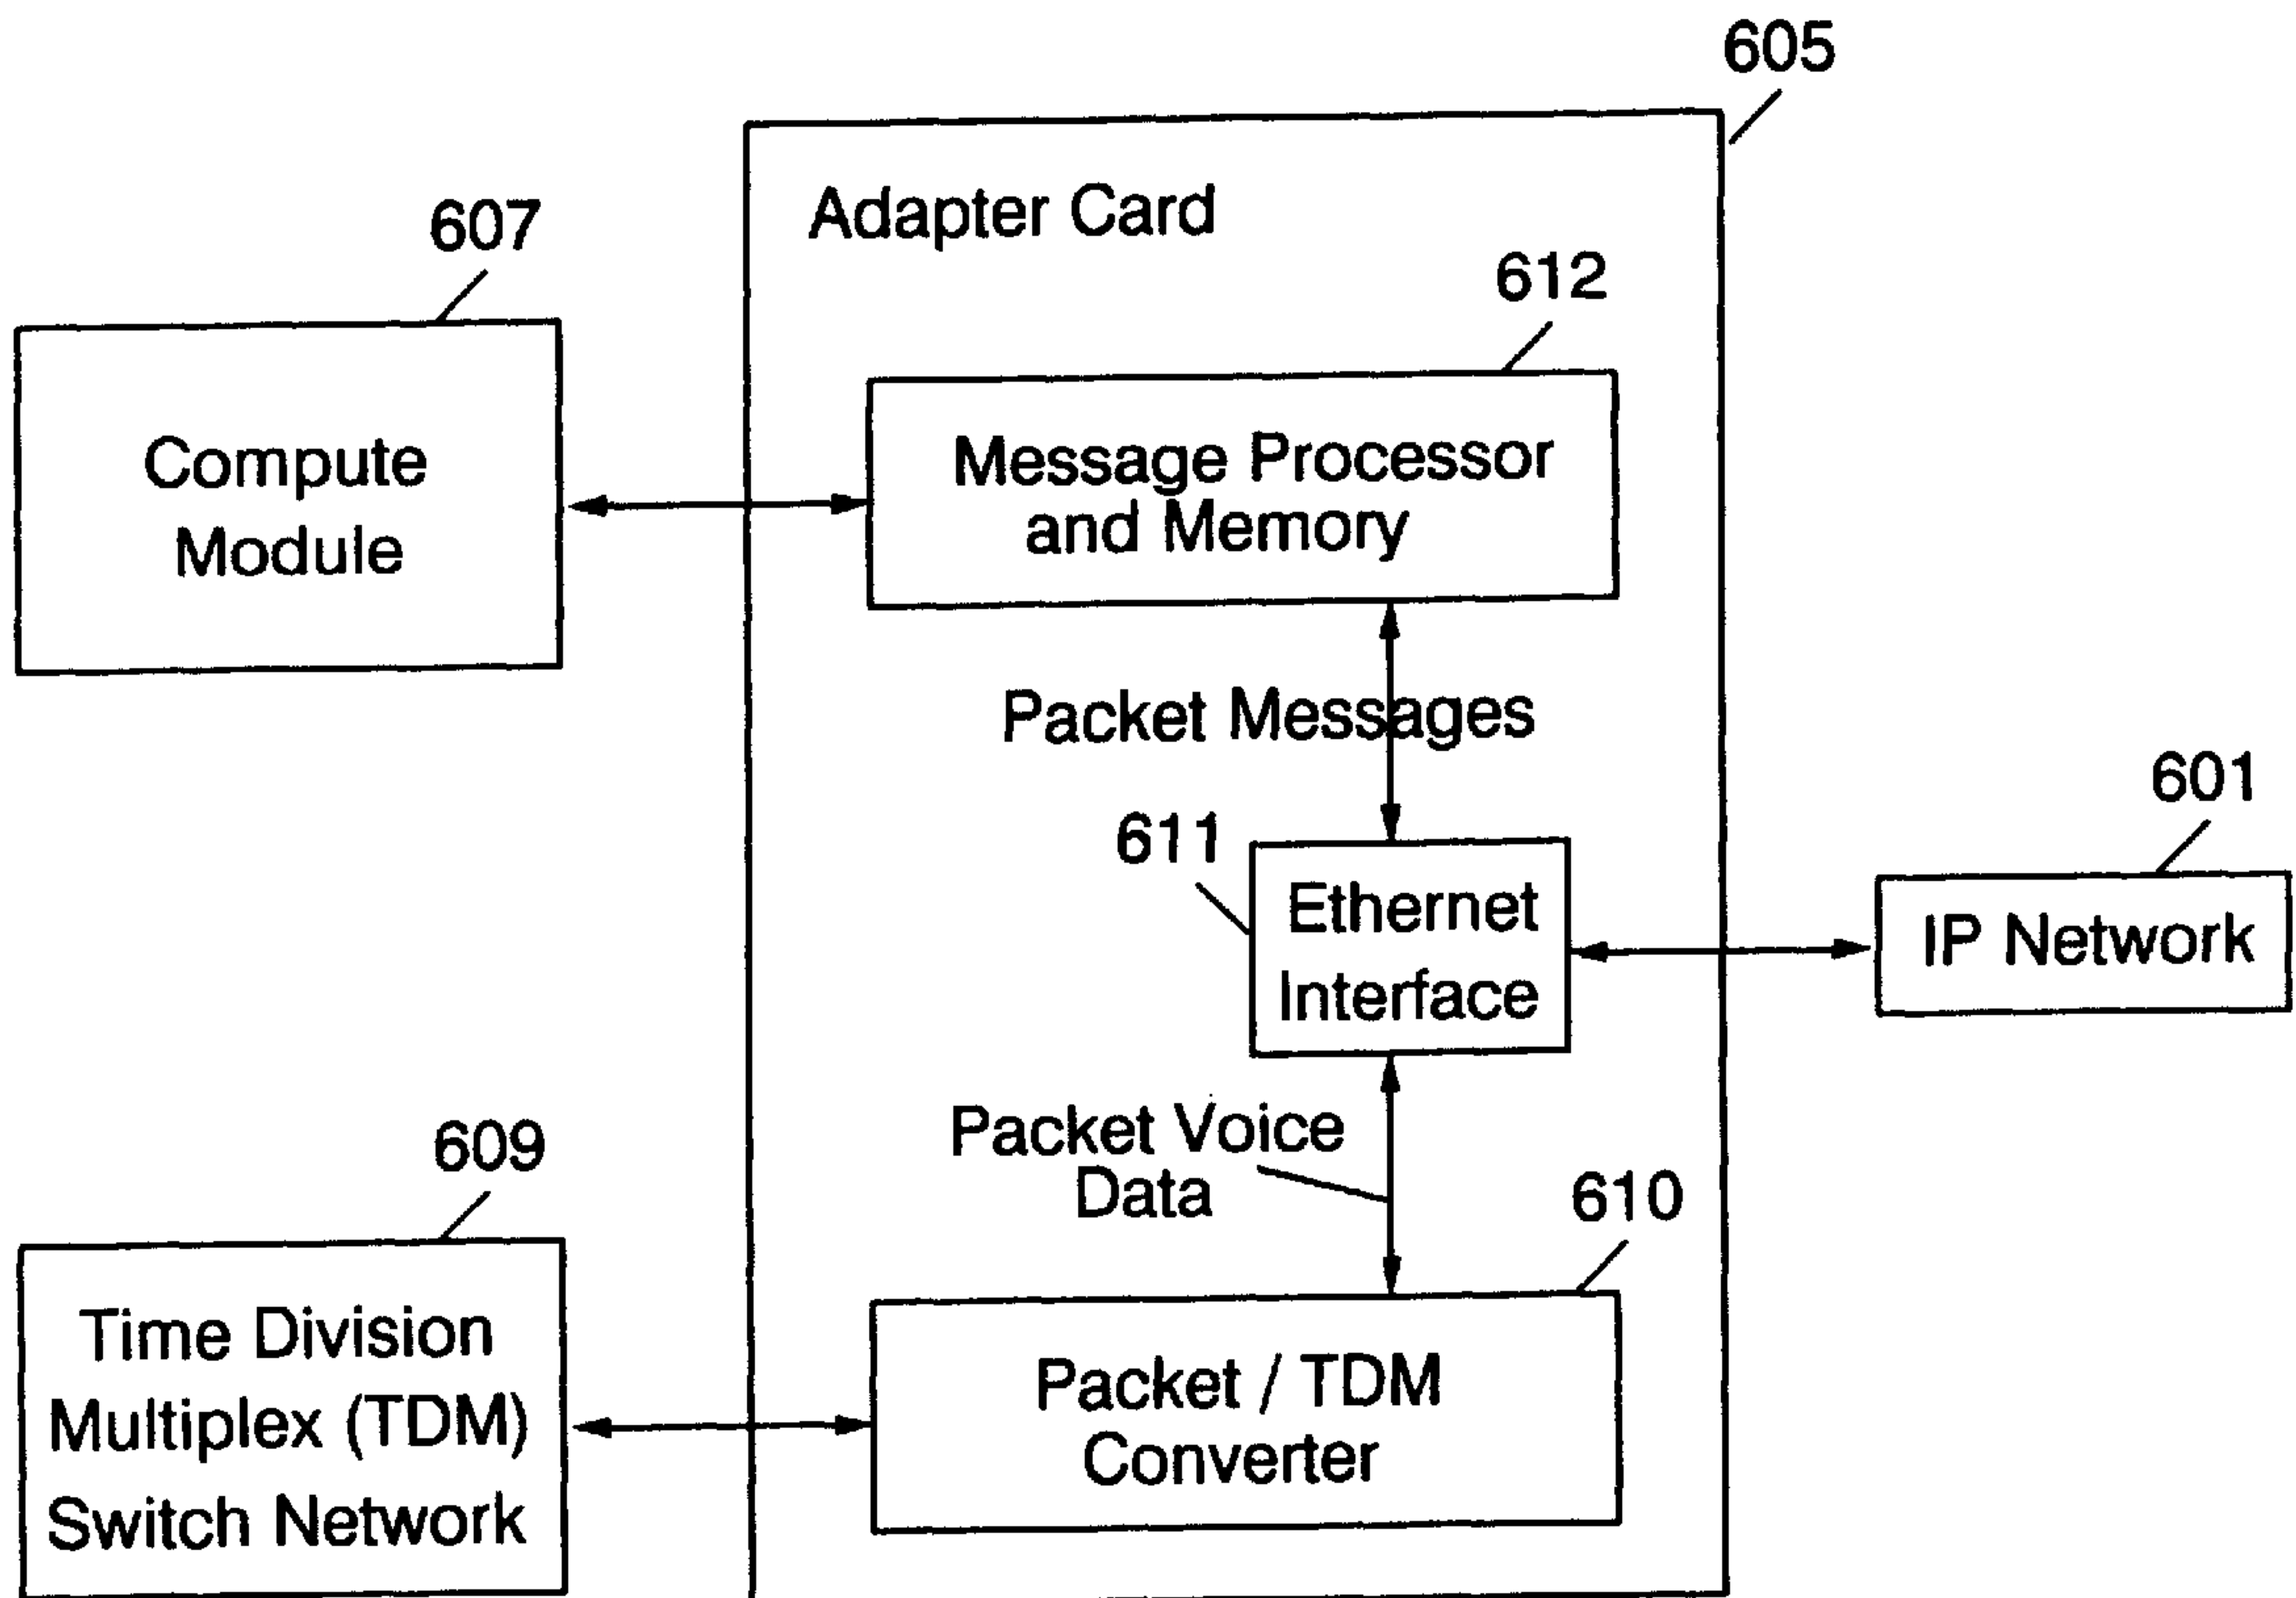 605
Adapter Card
607
612
Compute
Module
Message Processor
and Memory
Packet Messages
601
611
Ethernet
Interface
IP Network
Packet Voice
Data
609
610
Time Division
Multiplex (TDM)
Switch Network
Packet / TDM
Converter